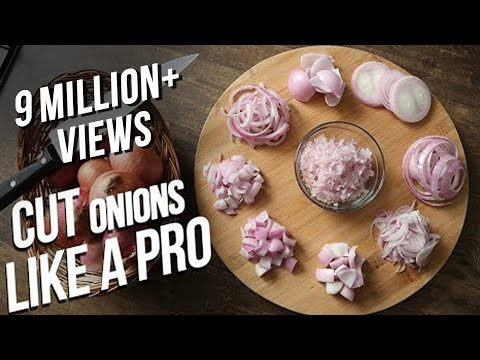 9 MILLION+
VIEWS
CUT ONIONS
LIKE A PRO